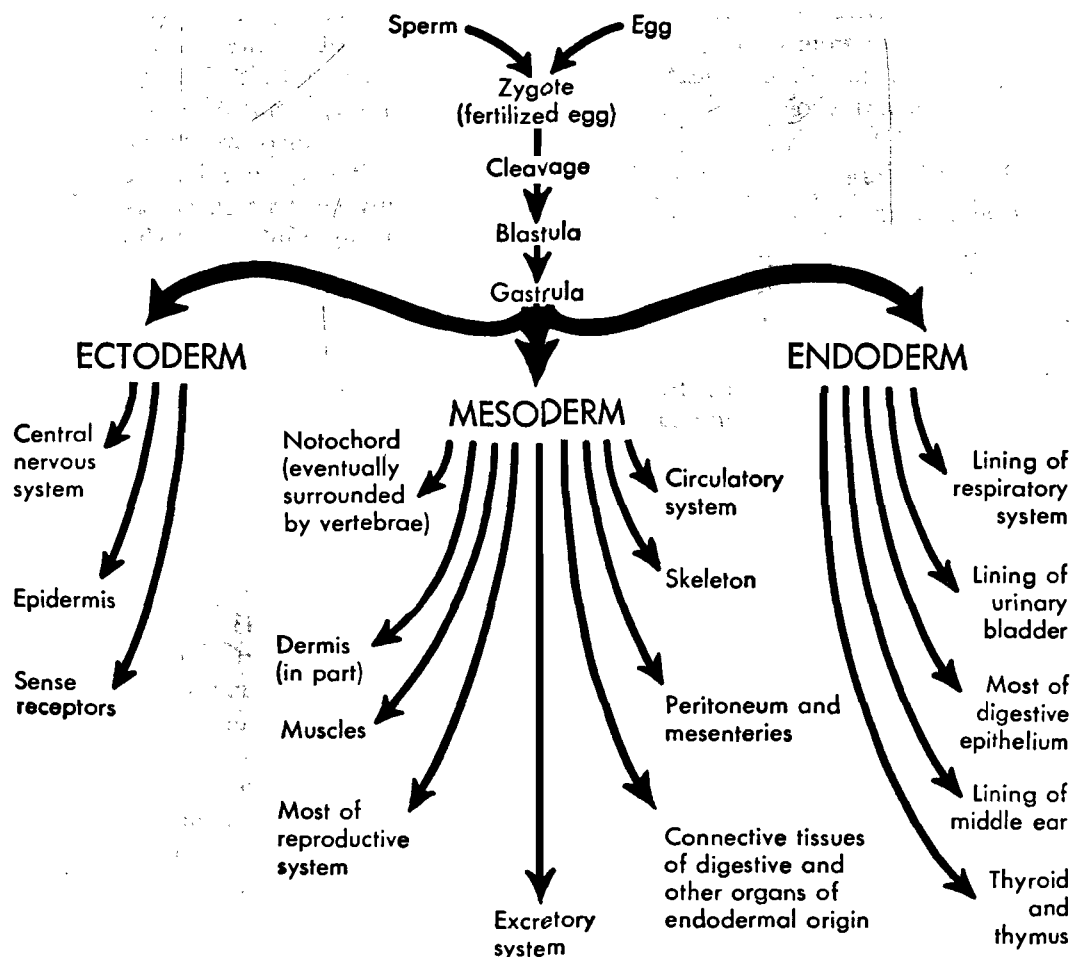 Sperm
Egg
Zygote
(fertilized egg)
Cleavage
Blastula
Gastrula
ECTODERM
MESODERM
ENDODERM
Central
nervous
system
Epidermis
Sense
receptors
Notochord
(eventually
surrounded
by vertebrae)
Dermis
(in part)
Muscles
Most of
reproductive
system
Excretory
system
Circulatory
system
Skeleton
Peritoneum and
mesenteries
Connective tissues
of digestive and
other organs of
endodermal origin
Lining of
respiratory
system
Lining of
urinary
bladder
Most of
digestive
epithelium
Lining of
middle ear
Thyroid
and
thymus